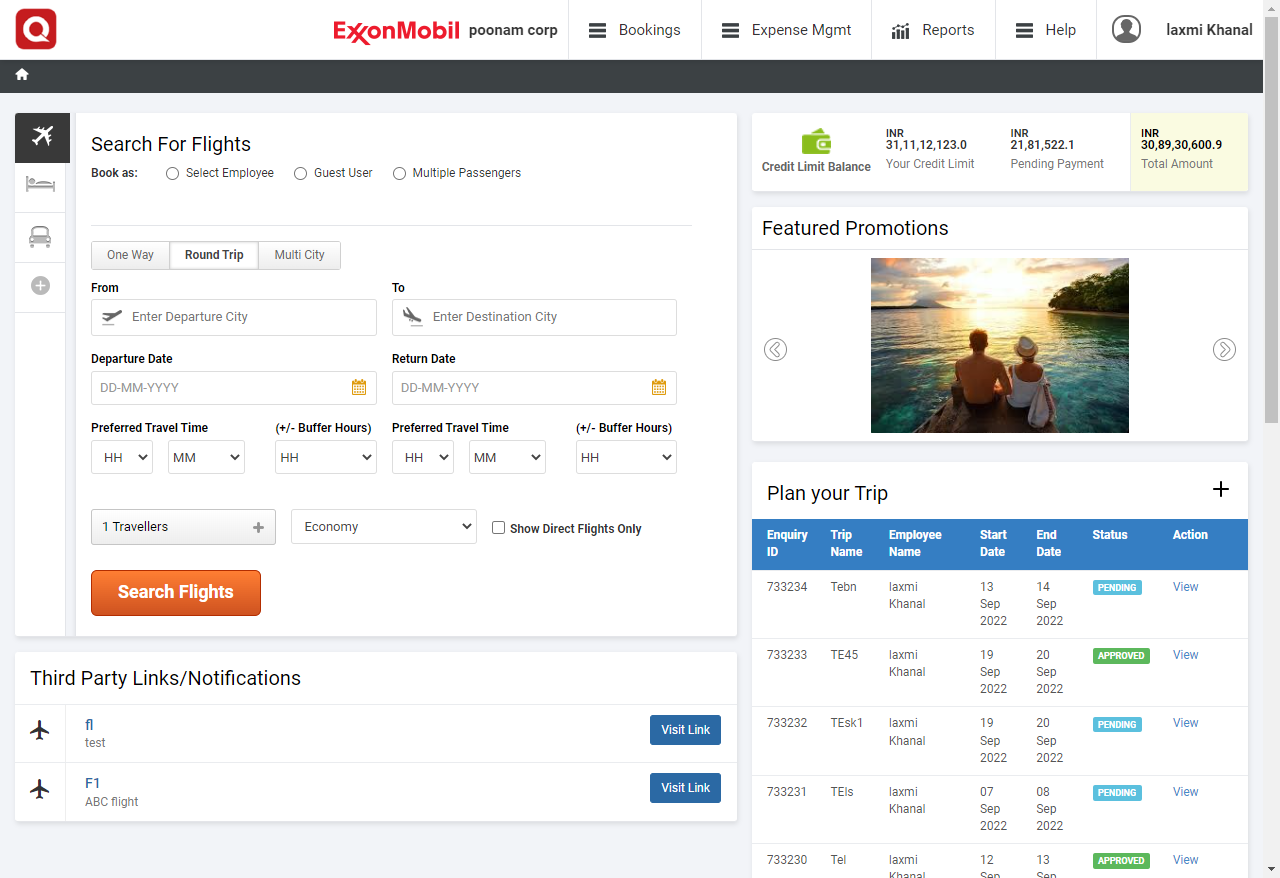 Q
ExxonMobil poonam corp
Bookings
Expense Mgmt
Reports
Help
laxmi Khanal
Search For Flights
Book as: Select Employee Guest User Multiple Passengers
One Way Round Trip Multi City
From To
Enter Departure City Enter Destination City
Departure Date Return Date
DD-MM-YYYY DD-MM-YYYY
Preferred Travel Time (+/- Buffer Hours) Preferred Travel Time (+/- Buffer Hours)
HH MM HH HH MM HH
1 Travellers Economy Show Direct Flights Only
Search Flights
Third Party Links/Notifications
fl
test
Visit Link
F1
ABC flight
Visit Link
Credit Limit Balance
INR
31,11,12,123.0
Your Credit Limit
INR
21,81,522.1
Pending Payment
INR
30,89,30,600.9
Total Amount
Featured Promotions
Plan your Trip
Enquiry Trip Employee Start End Status Action
ID Name Name Date Date
733234 Tebn laxmi 13 14 PENDING View
Khanal Sep Sep
2022 2022
733233 TE45 laxmi 19 20 APPROVED View
Khanal Sep Sep
2022 2022
733232 TEsk1 laxmi 19 20 PENDING View
Khanal Sep Sep
2022 2022
733231 TEls laxmi 07 08 PENDING View
Khanal Sep Sep
2022 2022
733230 Tel laxmi 12 13 APPROVED View
Khanal Sep Sep